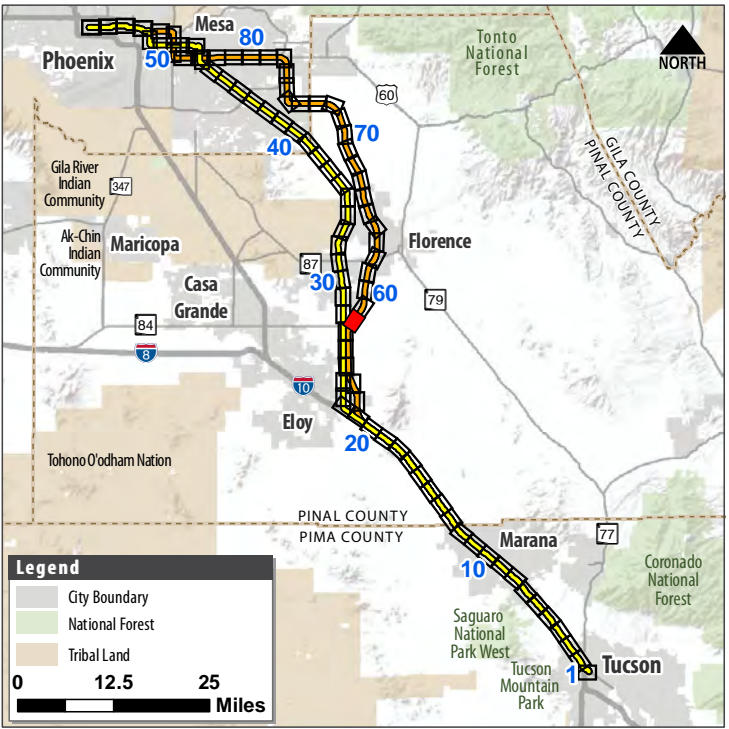 Mesa
80
Phoenix
50
Tonto
National
Forest
NORTH
60
70
40
GILA COUNTY
PINAL COUNTY
Gila River
Indian
Community
347
Ak-Chin
Indian
Community
Maricopa
Florence
87
30
60
Casa
Grande
79
84
8
10
Eloy
20
Tohono O'odham Nation
PINAL COUNTY
PIMA COUNTY
Marana
77
10
Coronado
National
Forest
Saguaro
National
Park West
Tucson
Mountain
Park
1
Tucson
Legend
City Boundary
National Forest
Tribal Land
0 12.5 25
Miles